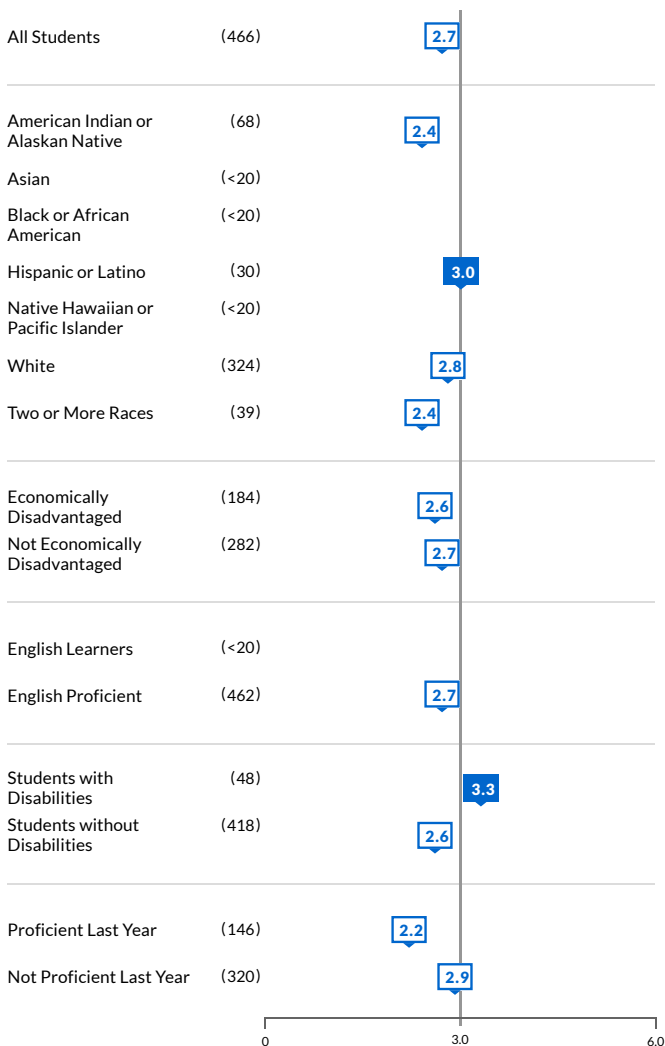 All Students (466) 2.7
American Indian or (68) 2.4
Alaskan Native
Asian (<20)
Black or African (<20)
American
Hispanic or Latino (30) 3.0
Native Hawaiian or (<20)
Pacific Islander
White (324) 2.8
Two or More Races (39) 2.4
Economically (184) 2.6
Disadvantaged
Not Economically (282) 2.7
Disadvantaged
English Learners (<20)
English Proficient (462) 2.7
Students with (48) 3.3
Disabilities
Students without (418) 2.6
Disabilities
Proficient Last Year (146) 2.2
Not Proficient Last Year (320) 2.9
0 3.0 6.0